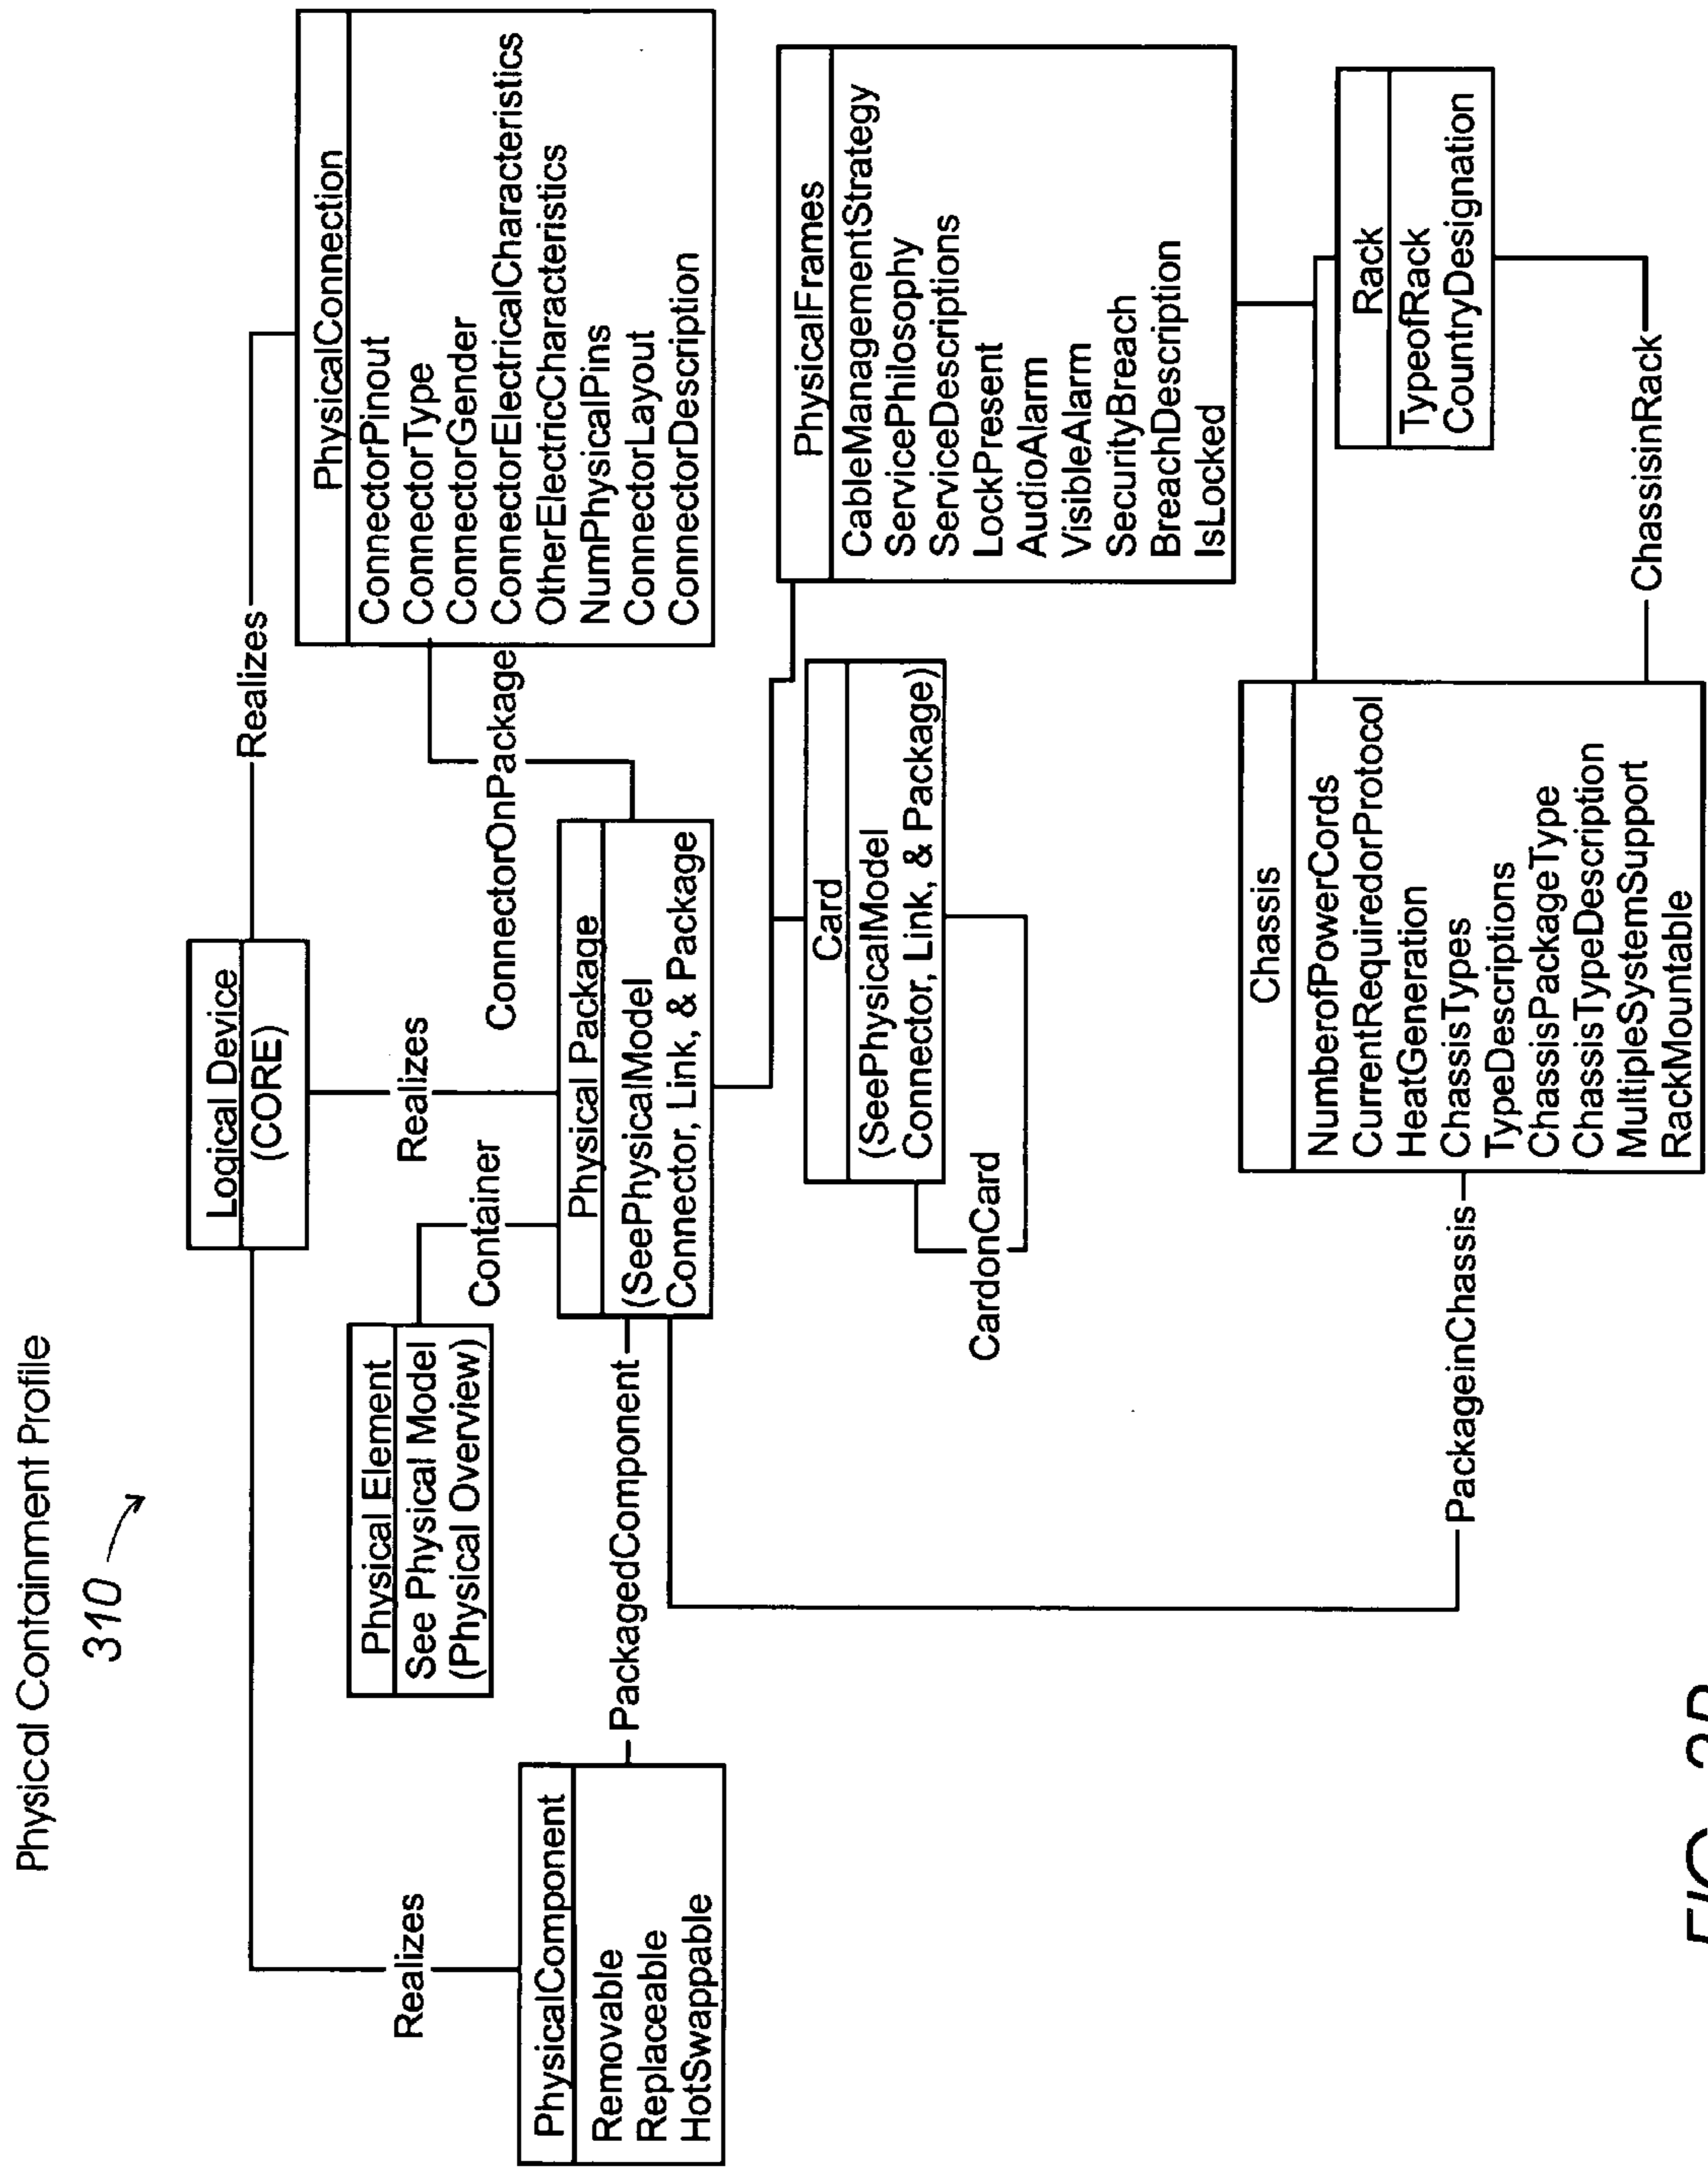 Physical Containment Profile
310
Logical Device
(CORE)
Realizes
Realizes
Realizes
Physical Element
See Physical Model
(Physical Overview)
Container
PhysicalConnection
ConnectorPinout
ConnectorType
ConnectorGender
ConnectorElectricalCharacteristics
OtherElectricCharacteristics
NumPhysicalPins
ConnectorLayout
ConnectorDescription
ConnectorOnPackage
PhysicalComponent
Removable
Replaceable
HotSwappable
PackagedComponent
Physical Package
(SeePhysicalModel
Connector, Link, & Package
PhysicalFrames
CableManagementStrategy
ServicePhilosophy
ServiceDescriptions
LockPresent
AudioAlarm
VisibleAlarm
SecurityBreach
BreachDescription
IsLocked
Card
(SeePhysicalModel
Connector, Link, & Package)
CardonCard
Chassis
NumberofPowerCords
CurrentRequiredorProtocol
HeatGeneration
ChassisTypes
TypeDescriptions
ChassisPackageType
ChassisTypeDescription
MultipleSystemSupport
RackMountable
PackageinChassis
Rack
TypeofRack
CountryDesignation
ChassisinRack